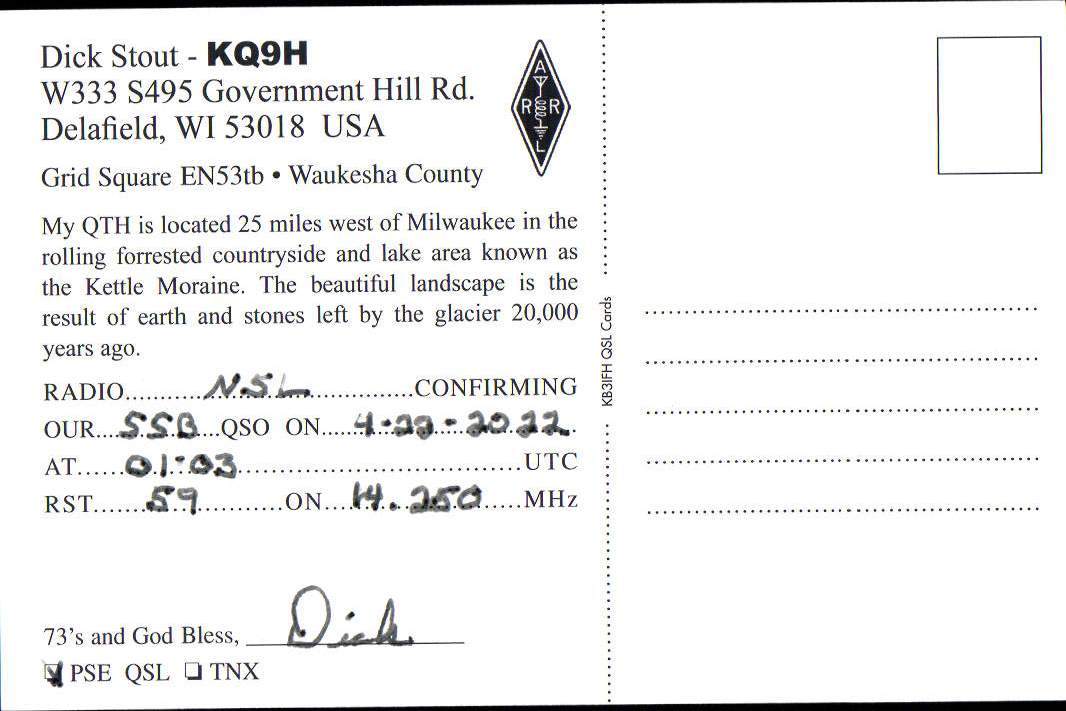 Dick Stout - KQ9H
W333 S495 Government Hill Rd.
Delafield, WI 53018 USA
Grid Square EN53tb • Waukesha County
A
R R
L
My QTH is located 25 miles west of Milwaukee in the
rolling forrested countryside and lake area known as
the Kettle Moraine. The beautiful landscape is the
result of earth and stones left by the glacier 20,000
years ago.
RADIO..........N5L...............CONFIRMING
OUR....SSB...QSO ON....4-22-2022.
AT......01:03....................................UTC
RST.......59............ON....14.250......MHz
73's and God Bless, Dick
PSE QSL ❏ TNX
KB3IFH QSL Cards